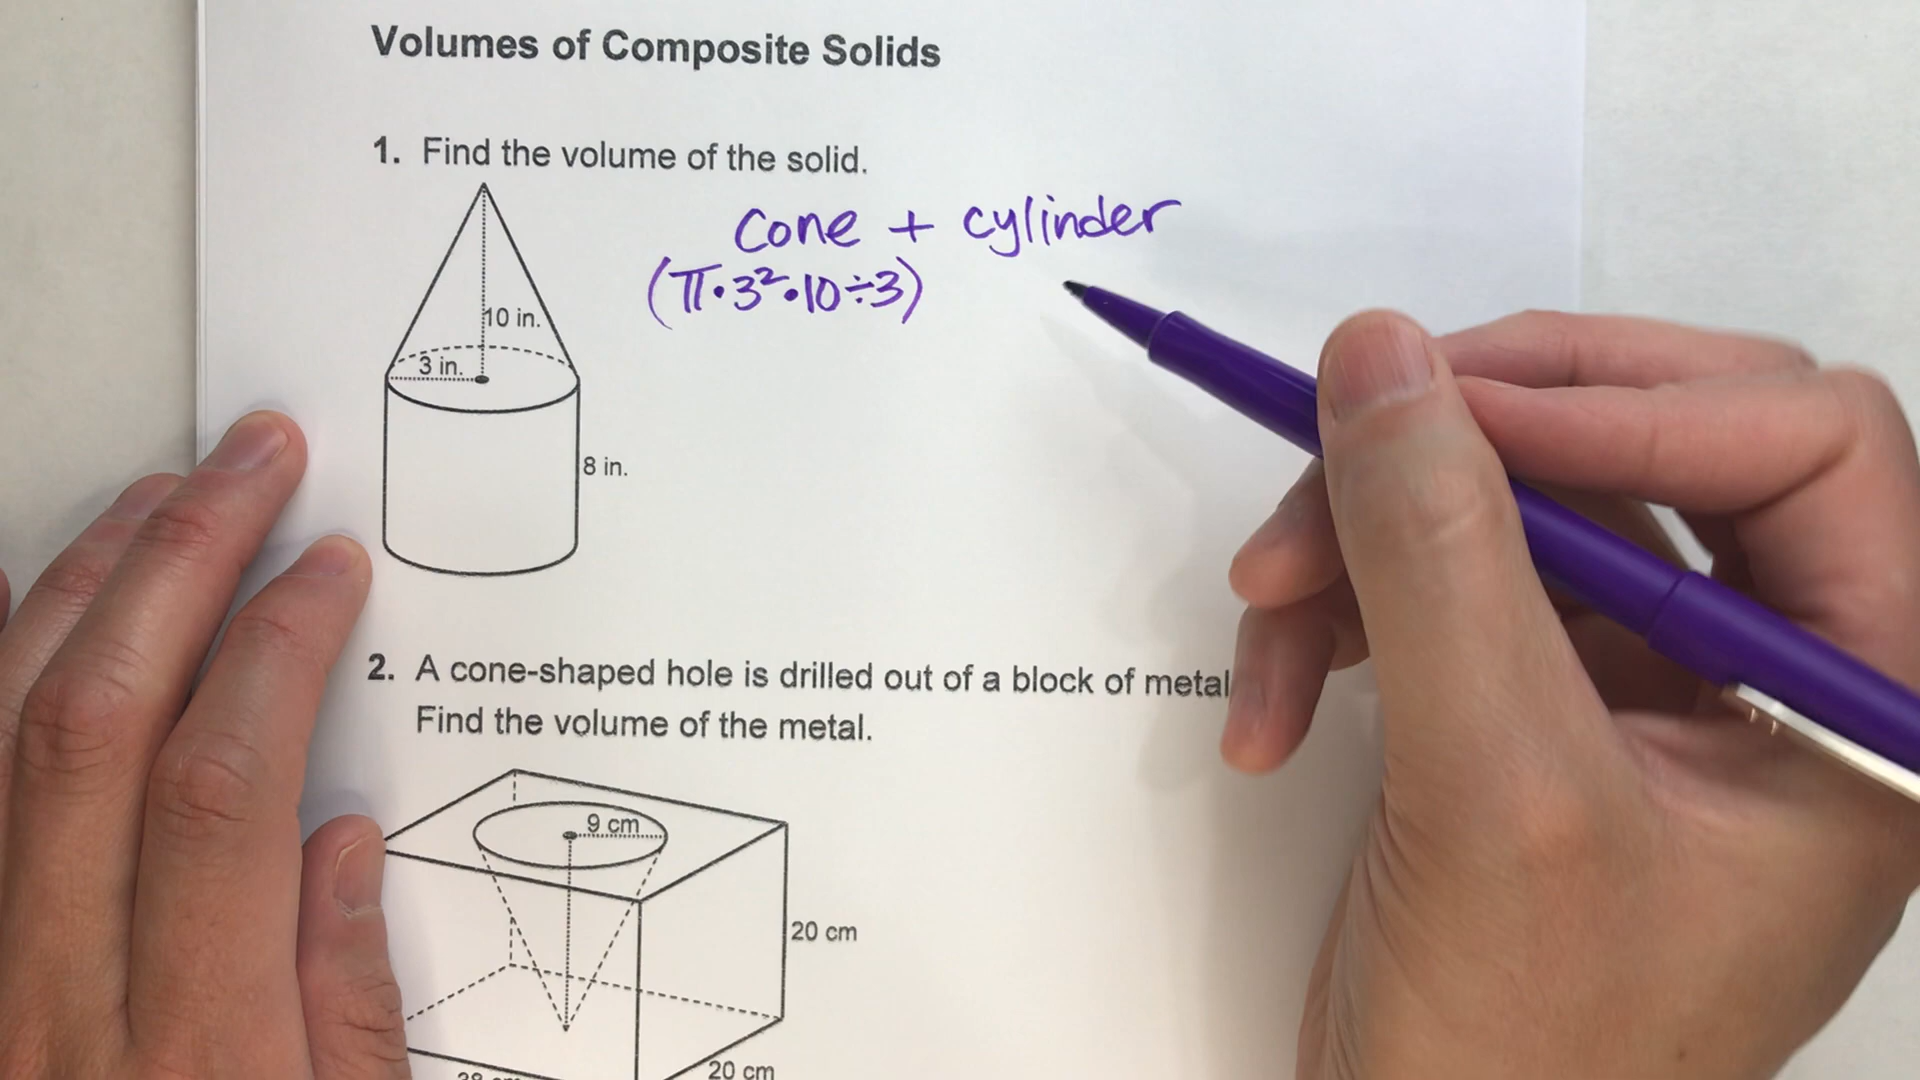 Volumes of Composite Solids
1. Find the volume of the solid.
cone + cylinder
(π·3²·10÷3)
10 in.
3 in.
8 in.
2. A cone-shaped hole is drilled out of a block of metal
Find the volume of the metal.
9 cm
20 cm
20 cm